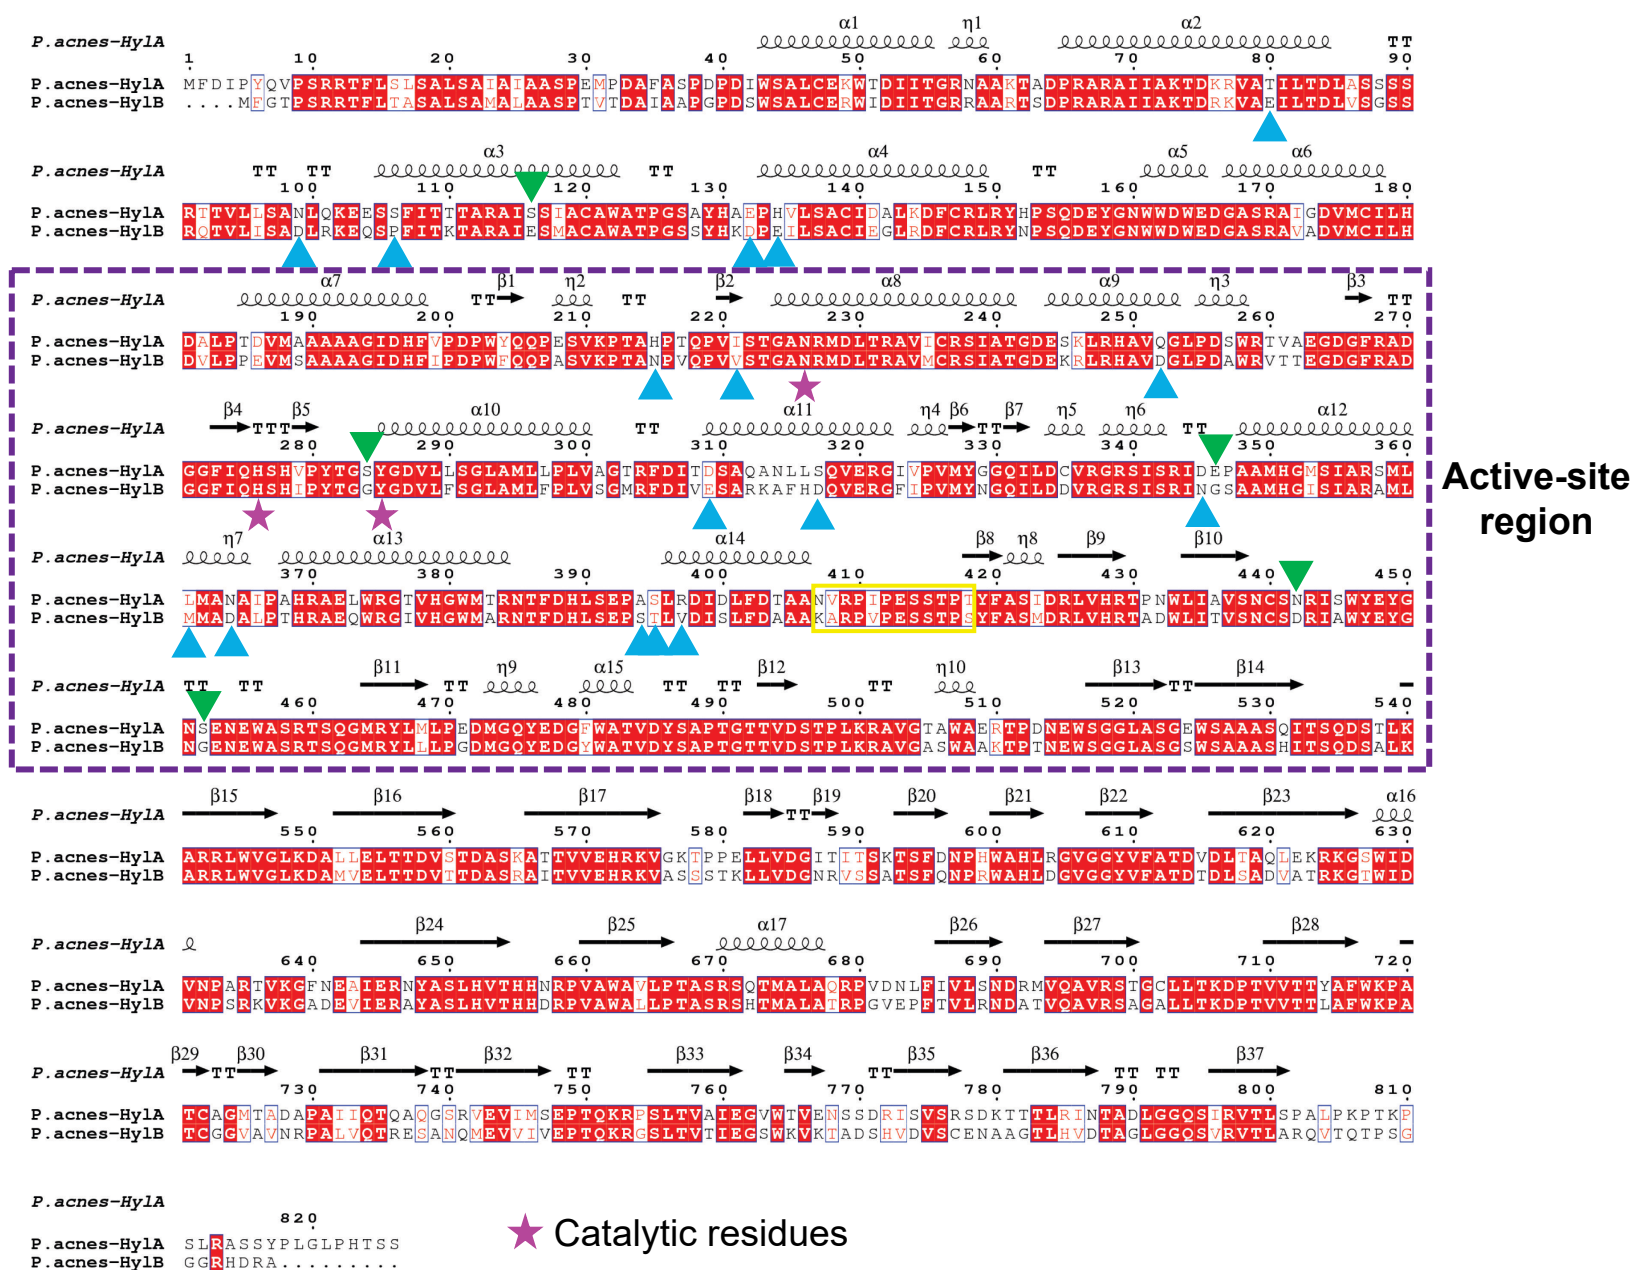 α1 η1 α2
P.acnes-HylA TT
1 10 20 30 40 50 60 70 80 90
P.acnes-HylA MFDIPYQVPSRRTFLSLSALSAIAIAASPEMPDAFASPDPDIWSALCEKWTDIITGRNAAKTADPRARAIIAKTDKRVATILTDLASSSS
P.acnes-HylB ....MFGTPSRRTFLTASALSAMALAASPTVTDAIAAPGPDSWSALCERWIDIITGRRAARTSDPRARAIIAKTDRKVAEILTDLVSGSS
α3 α4 α5 α6
P.acnes-HylA TT TT TT TT
100 110 120 130 140 150 160 170 180
P.acnes-HylA RTTVLLSANLQKEESSFITTTARAISSIACAWATPGSAYHAEPHVLSACIDALKDFCRLRYHPSQDEYGNWWDWEDGASRAIGDVMCILH
P.acnes-HylB RQTVLISADLRKEQSPFITKTARAIESMACAWATPGSSYHKDPEILSACIEGLRDFCRLRYNPSQDEYGNWWDWEDGASRAVADVMCILH
α7 β1 η2 β2 α8 α9 η3 β3
P.acnes-HylA TT TT TT
190 200 210 220 230 240 250 260 270
P.acnes-HylA DALPTDVMAAAAAGIDHFVPDPWYQQPESVKPTAHPTQPVISTGANRMDLTRAVICRSIATGDESKLRHAVQGLPDSWRTVAEGDGFRAD
P.acnes-HylB DVLPPEVMSAAAAGIDHFIPDPWFQQPASVKPTANPVQPVVSTGANRMDLTRAVMCRSIATGDEKRLRHAVDGLPDAWRVTTEGDGFRAD
β4 β5 α10 α11 η4 β6 β7 η5 η6 α12
P.acnes-HylA TTT TT TT TT
280 290 300 310 320 330 340 350 360
P.acnes-HylA GGFIQHSHVPYTGSYGDVLLSGLAMLLPLVAGTRFDITDSAQANLLSQVERGIVPVMYGGQILDCVRGRSISRIDEPAAMHGMSIARSML
P.acnes-HylB GGFIQHSHIPYTGGYGDVLFSGLAMLFPLVSGMRFDIVESARKAFHDQVERGFIPVMYNGQILDDVRGRSISRINGSAAMHGISIARAML
Active-site
region
η7 α13 α14 β8 η8 β9 β10
P.acnes-HylA
370 380 390 400 410 420 430 440 450
P.acnes-HylA LMANAIPAHRAELWRGTVHGWMTRNTFDHLSEPASLRDIDLFDTAANVRPIPESSTPIYFASIDRLVHRTPNWLIAVSNCSNRISWYEYG
P.acnes-HylB MMADALPTHRAEQWRGIVHGWMARNTFDHLSEPSILVDISLFDAAAKARPVPESSTPSYFASMDRLVHRTADWLITVSNCSDRIAWYEYG
β11 η9 α15 β12 η10 β13 β14
P.acnes-HylA TT TT TT TT TT TT TT
460 470 480 490 500 510 520 530 540
P.acnes-HylA NSENEWASRTSQGMRYLMLPEDMGQYEDGFWATVDYSAPTGTTVDSTPLKRAVGTAWAERTPDNEWSGGLASGEWSAAASQITSQDSTLK
P.acnes-HylB NGENEWASRTSQGMRYLLLPGDMGQYEDGYWATVDYSAPTGTTVDSTPLKRAVGASWAAKTPTNEWSGGLASGSWSAAASHITSQDSALK
β15 β16 β17 β18 β19 β20 β21 β22 β23 α16
P.acnes-HylA TT
550 560 570 580 590 600 610 620 630
P.acnes-HylA ARRLWVGLKDALLELTTDVSTDASKATTVVEHRKVGKTPPELLVDGITITSKTSFDNPHWAHLRGVGGYVFATDVDLTAQLEKRKGSWID
P.acnes-HylB ARRLWVGLKDAMVELTTDVTTDASRAITVVEHRKVASSSTKLLVDGNRVSSATSFQNPRWAHLDGVGGYVFATDTDLSADVATRKGTWID
β24 β25 α17 β26 β27 β28
P.acnes-HylA
640 650 660 670 680 690 700 710 720
P.acnes-HylA VNPARTVKGFNEAIERNYASLHVTHHNRPVAWAVLPTASRSQTMALAQRPVDNLFIVLSNDRMVQAVRSTGCLLTKDPTVVTTYAFWKPA
P.acnes-HylB VNPSRKVKGADEVIERAYASLHVTHHDRPVAWALLPTASRSHTMALATRPGVEPFTVLRNDATVQAVRSAGALLTKDPTVVTTLAFWKPA
β29 β30 β31 β32 β33 β34 β35 β36 β37
P.acnes-HylA TT TT TT TT TT TT
730 740 750 760 770 780 790 800 810
P.acnes-HylA TCAGMTADAPAIIQTQAQGSRVEVIMSEPTQKRPSLTVAIEGVWTVENSSDRISVSRSDKTTTLRINTADLGGQSIRVTLSPALPKPTKP
P.acnes-HylB TCGGVAVNRPALVQTRESANQMEVVIVEPTQKRGSLTVTIEGSWKVKTADSHVDVSCENAAGTLHVDTAGLGGQSVRVTLARQVTQTPSG
P.acnes-HylA
820
P.acnes-HylA SLRASSYPLGLPHTSS
P.acnes-HylB GGRHDRA.........
Catalytic residues